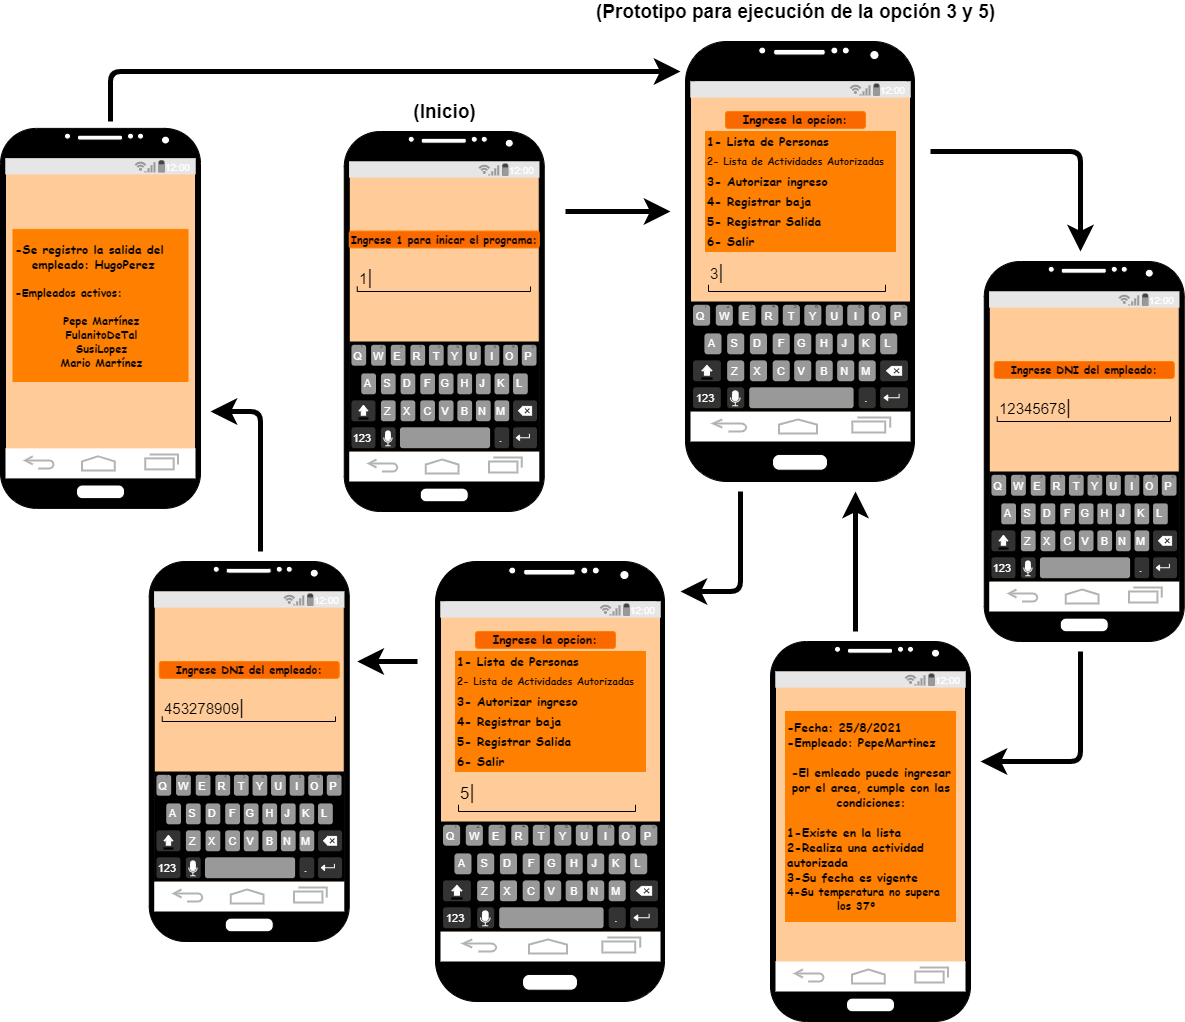 (Prototipo para ejecución de la opción 3 y 5)
(Inicio)
12:00
Ingrese 1 para inicar el programa:
1
Q W E R T Y U I O P
A S D F G H J K L
Z X C V B N M
123 .
12:00
Ingrese la opcion:
1- Lista de Personas
2- Lista de Actividades Autorizadas
3- Autorizar ingreso
4- Registrar baja
5- Registrar Salida
6- Salir
3
Q W E R T Y U I O P
A S D F G H J K L
Z X C V B N M
123 .
12:00
Ingrese DNI del empleado:
12345678
Q W E R T Y U I O P
A S D F G H J K L
Z X C V B N M
123 .
12:00
-Fecha: 25/8/2021
-Empleado: PepeMartinez
-El emleado puede ingresar
por el area, cumple con las
condiciones:
1-Existe en la lista
2-Realiza una actividad
autorizada
3-Su fecha es vigente
4-Su temperatura no supera
los 37º
12:00
Ingrese la opcion:
1- Lista de Personas
2- Lista de Actividades Autorizadas
3- Autorizar ingreso
4- Registrar baja
5- Registrar Salida
6- Salir
5
Q W E R T Y U I O P
A S D F G H J K L
Z X C V B N M
123 .
12:00
Ingrese DNI del empleado:
453278909
Q W E R T Y U I O P
A S D F G H J K L
Z X C V B N M
123 .
12:00
-Se registro la salida del
empleado: HugoPerez
-Empleados activos:
Pepe Martínez
FulanitoDeTal
SusiLopez
Mario Martínez